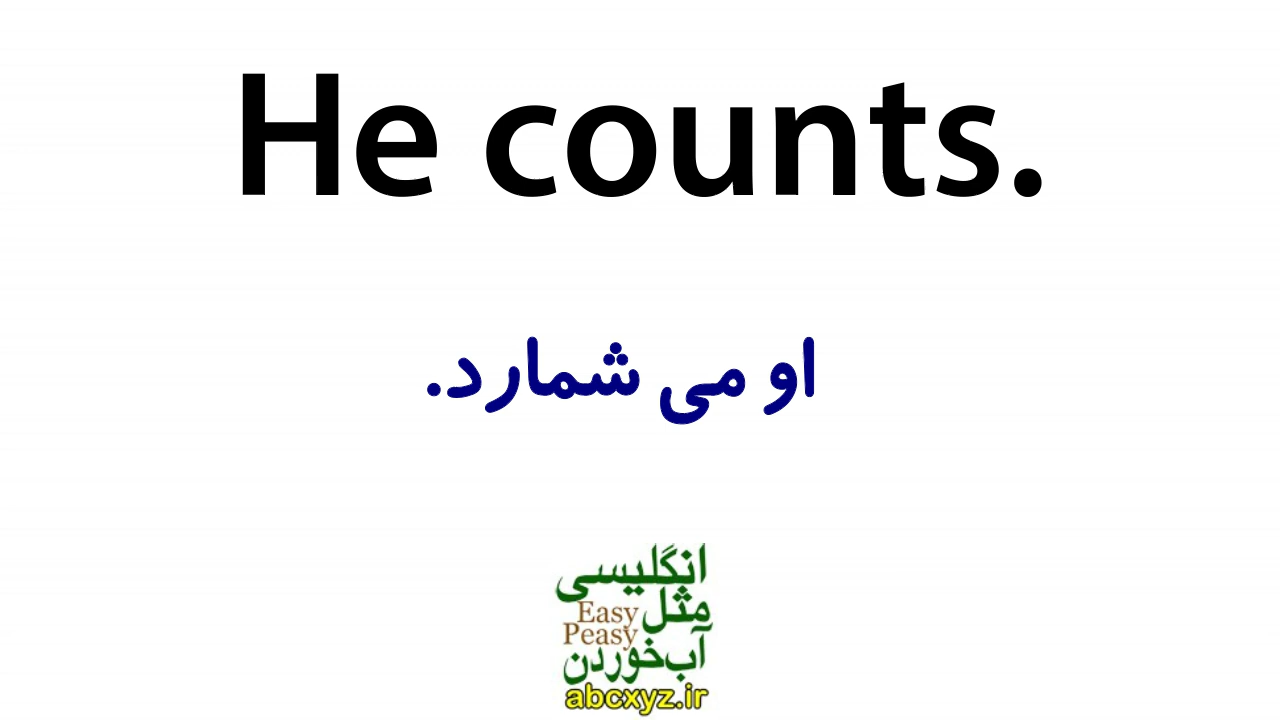 He counts.
او می شمارد.
انگلیسی
مثل Easy
Peasy
آب‌خوردن
abcxyz.ir